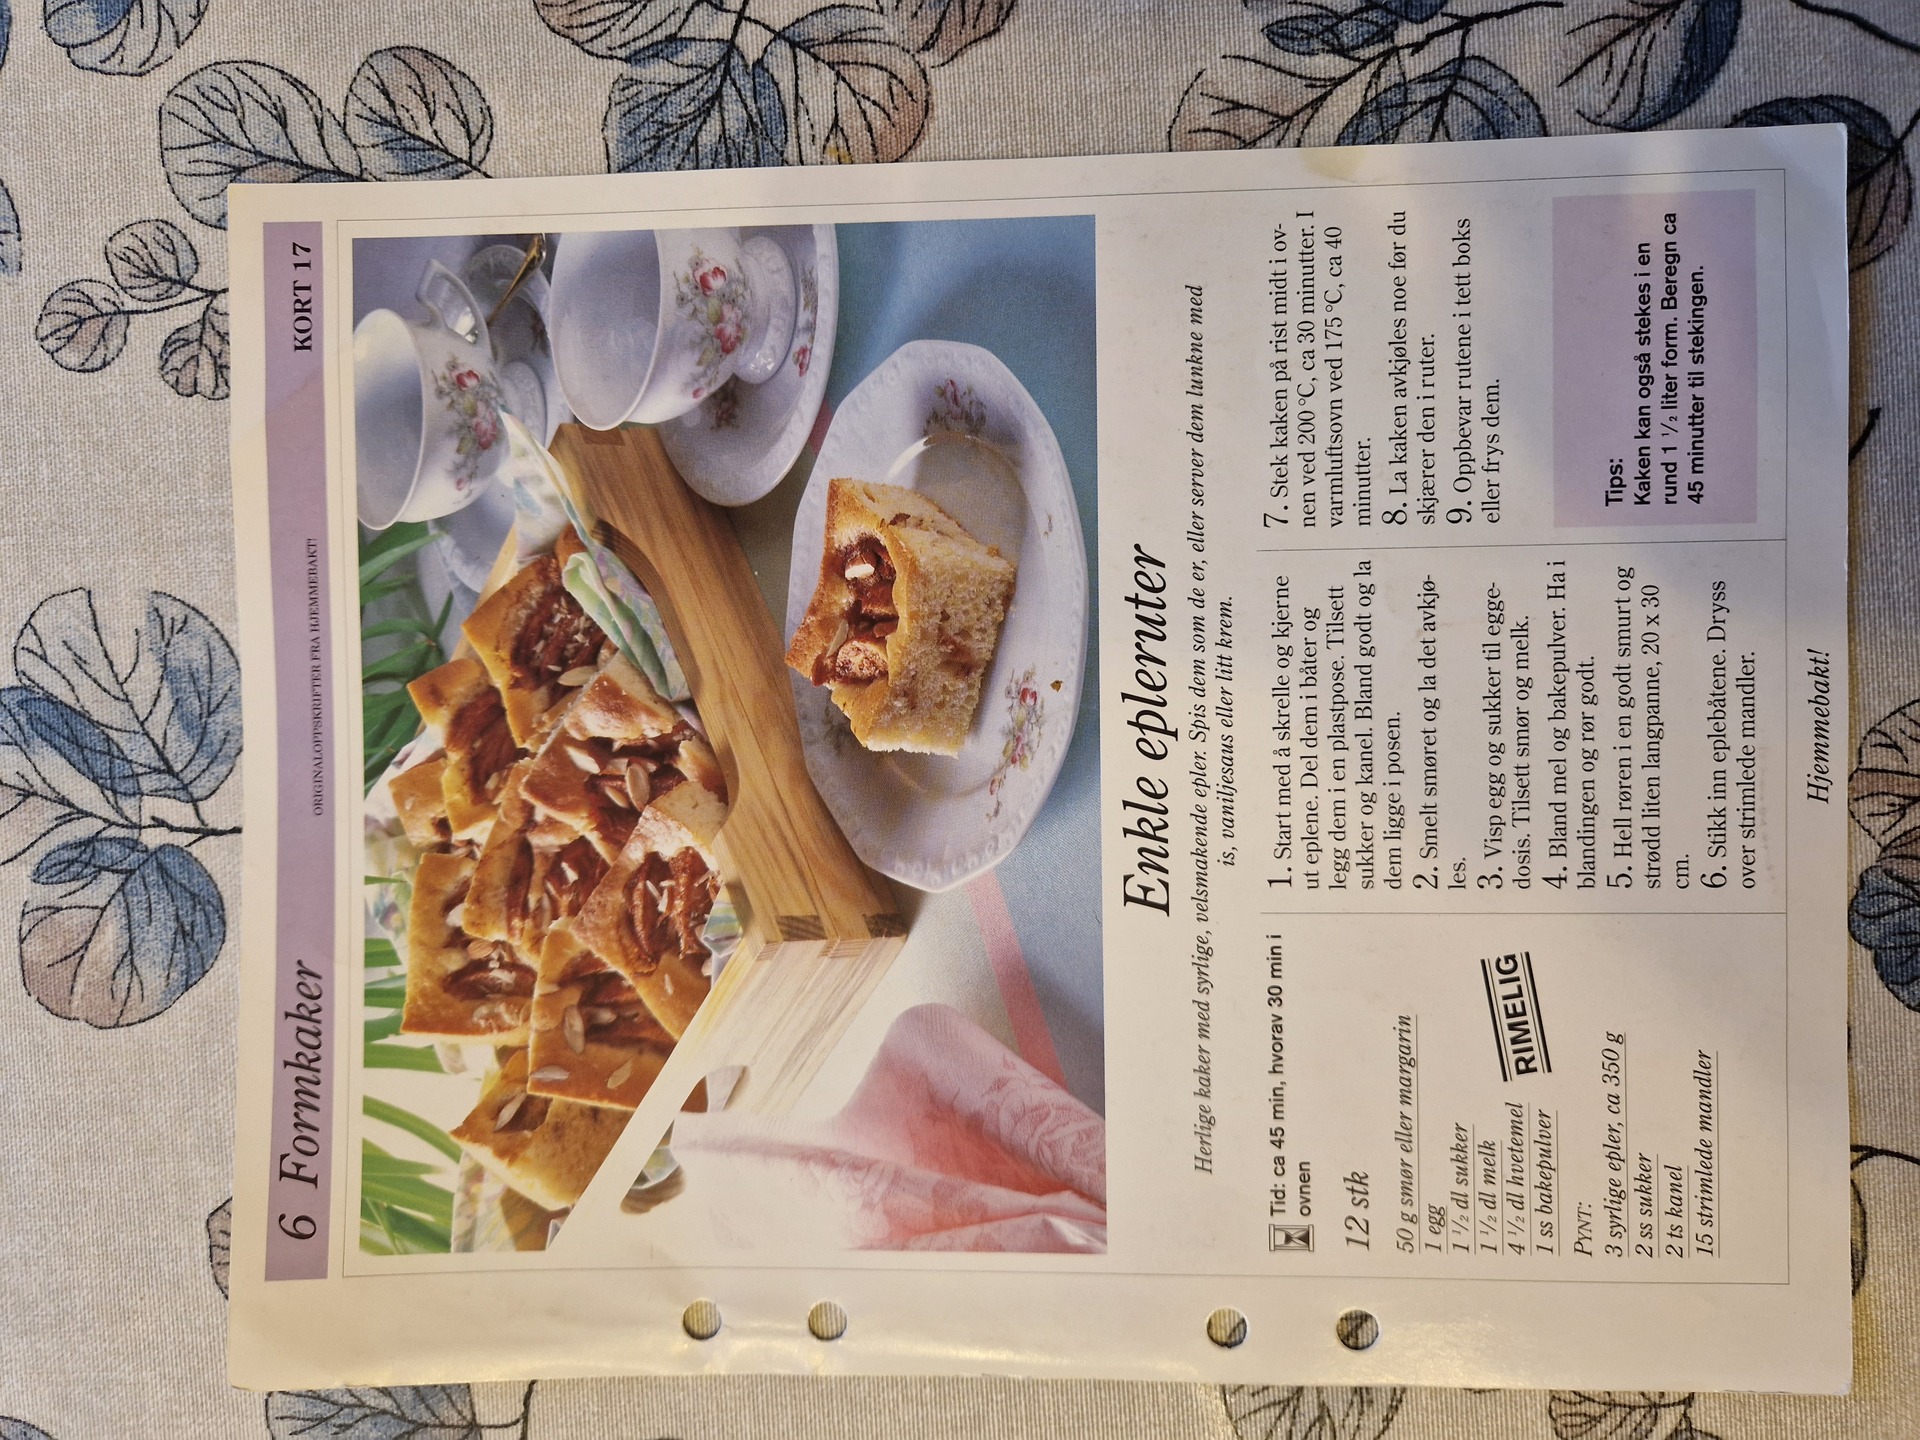 6 Formkaker
ORIGINALOPPSKRIFTER FRA HJEMMEBAKT!
KORT 17
Enkle epleruter
Herlige kaker med syrlige, velsmakende epler. Spis dem som de er, eller server dem lunkne med
is, vaniljesaus eller litt krem.
Tid: ca 45 min, hvorav 30 min i
ovnen
12 stk
50 g smør eller margarin
1 egg
1 1/2 dl sukker
1 1/2 dl melk
4 1/2 dl hvetemel
1 ss bakepulver
RIMELIG
PYNT:
3 syrlige epler, ca 350 g
2 ss sukker
2 ts kanel
15 strimlede mandler
1. Start med å skrelle og kjerne
ut eplene. Del dem i båter og
legg dem i en plastpose. Tilsett
sukker og kanel. Bland godt og la
dem ligge i posen.
2. Smelt smøret og la det avkjø-
les.
3. Visp egg og sukker til egge-
dosis. Tilsett smør og melk.
4. Bland mel og bakepulver. Ha i
blandingen og rør godt.
5. Hell røren i en godt smurt og
strødd liten langpanne, 20 x 30
cm.
6. Stikk inn eplebåtene. Dryss
over strimlede mandler.
7. Stek kaken på rist midt i ov-
nen ved 200 °C, ca 30 minutter. I
varmluftsovn ved 175 °C, ca 40
minutter.
8. La kaken avkjøles noe før du
skjærer den i ruter.
9. Oppbevar rutene i tett boks
eller frys dem.
Tips:
Kaken kan også stekes i en
rund 1 1/2 liter form. Beregn ca
45 minutter til stekingen.
Hjemmebakt!